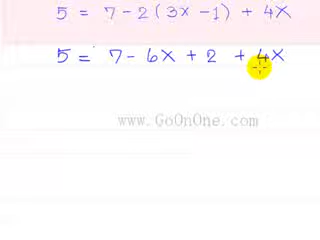 5 = 7 - 2 ( 3x - 1 ) + 4x
5 = 7 - 6x + 2 + 4x
www.GoOnOne.com